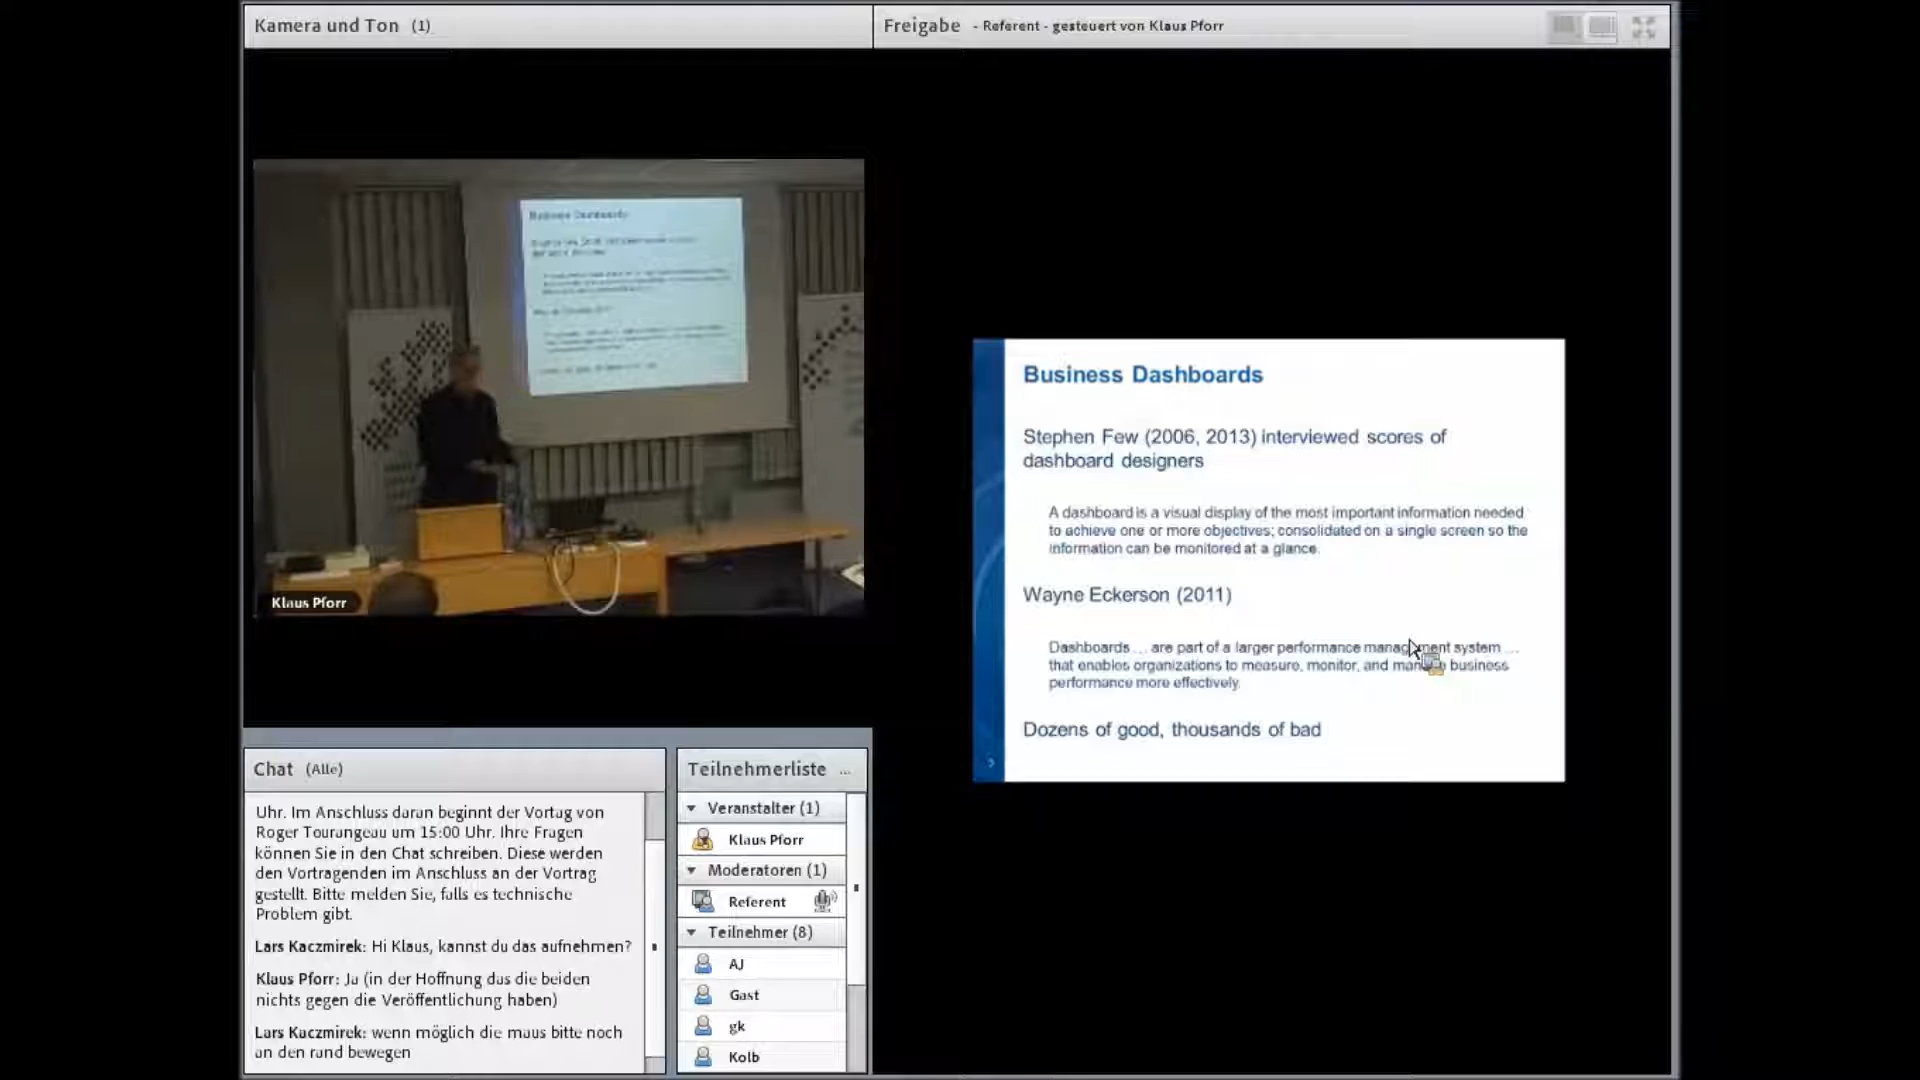 Kamera und Ton (1)
Freigabe - Referent - gesteuert von Klaus Pforr
Klaus Pforr
Business Dashboards
Stephen Few (2006, 2013) interviewed scores of
dashboard designers
A dashboard is a visual display of the most important information needed
to achieve one or more objectives; consolidated on a single screen so the
information can be monitored at a glance.
Wayne Eckerson (2011)
Dashboards ... are part of a larger performance management system ...
that enables organizations to measure, monitor, and manage business
performance more effectively.
Dozens of good, thousands of bad
Chat (Alle)
Uhr. Im Anschluss daran beginnt der Vortag von
Roger Tourangeau um 15:00 Uhr. Ihre Fragen
können Sie in den Chat schreiben. Diese werden
den Vortragenden im Anschluss an der Vortrag
gestellt. Bitte melden Sie, falls es technische
Problem gibt.
Lars Kaczmirek: Hi Klaus, kannst du das aufnehmen?
Klaus Pforr: Ja (in der Hoffnung das die beiden
nichts gegen die Veröffentlichung haben)
Lars Kaczmirek: wenn möglich die maus bitte noch
an den rand bewegen
Teilnehmerliste ...
Veranstalter (1)
Klaus Pforr
Moderatoren (1)
Referent
Teilnehmer (8)
AJ
Gast
gk
Kolb